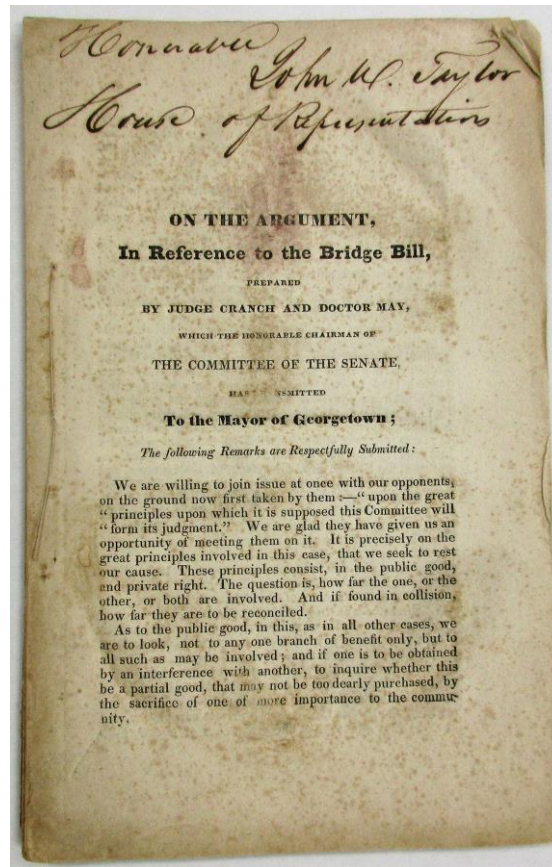 Honorable
John W. Taylor
House of Representatives
ON THE ARGUMENT,
In Reference to the Bridge Bill,
PREPARED
BY JUDGE CRANCH AND DOCTOR MAY,
WHICH THE HONORABLE CHAIRMAN OF
THE COMMITTEE OF THE SENATE,
HAS
To the Mayor of Georgetown ;
The following Remarks are Respectfully Submitted :
We are willing to join issue at once with our opponents,
on the ground now first taken by them :—“ upon the great
“ principles upon which it is supposed this Committee will
“ form its judgment.” We are glad they have given us an
opportunity of meeting them on it. It is precisely on the
great principles involved in this case, that we seek to rest
our cause. These principles consist, in the public good,
and private right. The question is, how far the one, or the
other, or both are involved. And if found in collision,
how far they are to be reconciled.
As to the public good, in this, as in all other cases, we
are to look, not to any one branch of benefit only, but to
all such as may be involved ; and if one is to be obtained
by an interference with another, to inquire whether this
be a partial good, that may not be too dearly purchased, by
the sacrifice of one of more importance to the commu-
nity.